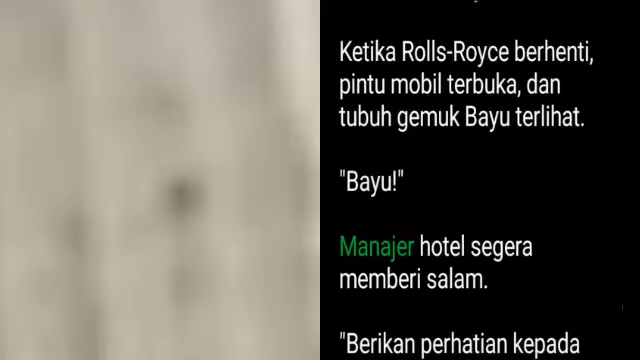 Ketika Rolls-Royce berhenti,
pintu mobil terbuka, dan
tubuh gemuk Bayu terlihat.
"Bayu!"
Manajer hotel segera
memberi salam.
"Berikan perhatian kepada